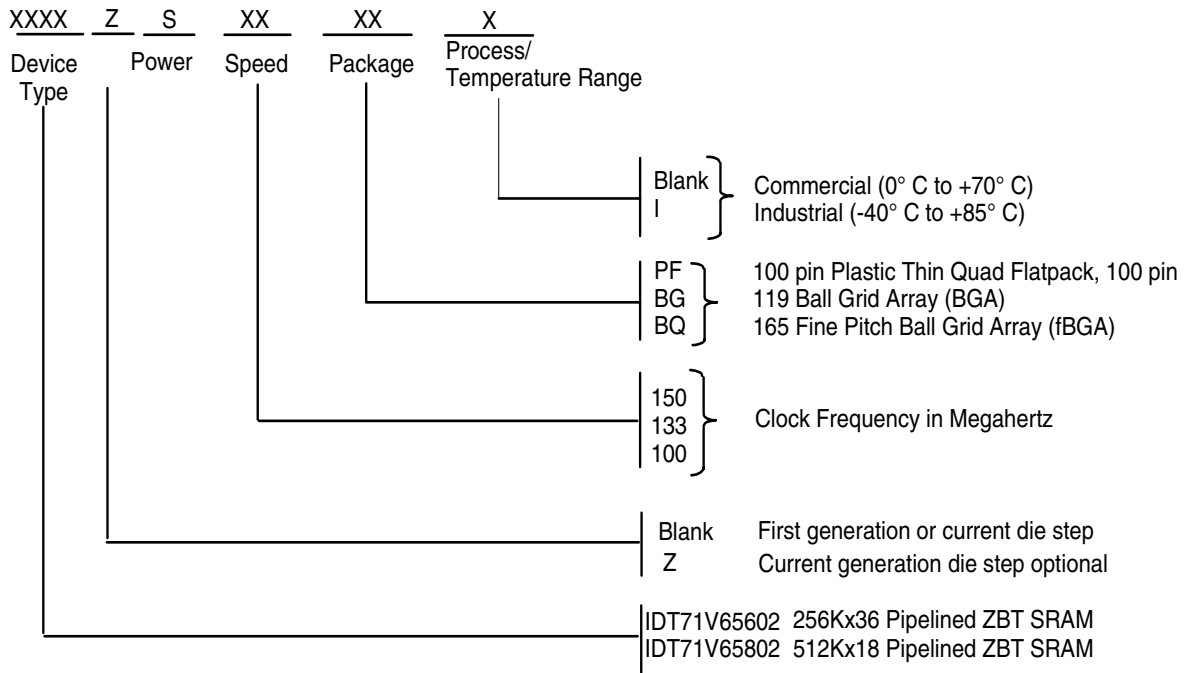 XXXX Z S XX XX X
Device Type Power Speed Package Process/
Temperature Range
Blank Commercial (0° C to +70° C)
I Industrial (-40° C to +85° C)
PF 100 pin Plastic Thin Quad Flatpack, 100 pin
BG 119 Ball Grid Array (BGA)
BQ 165 Fine Pitch Ball Grid Array (fBGA)
150
133 Clock Frequency in Megahertz
100
Blank First generation or current die step
Z Current generation die step optional
IDT71V65602 256Kx36 Pipelined ZBT SRAM
IDT71V65802 512Kx18 Pipelined ZBT SRAM